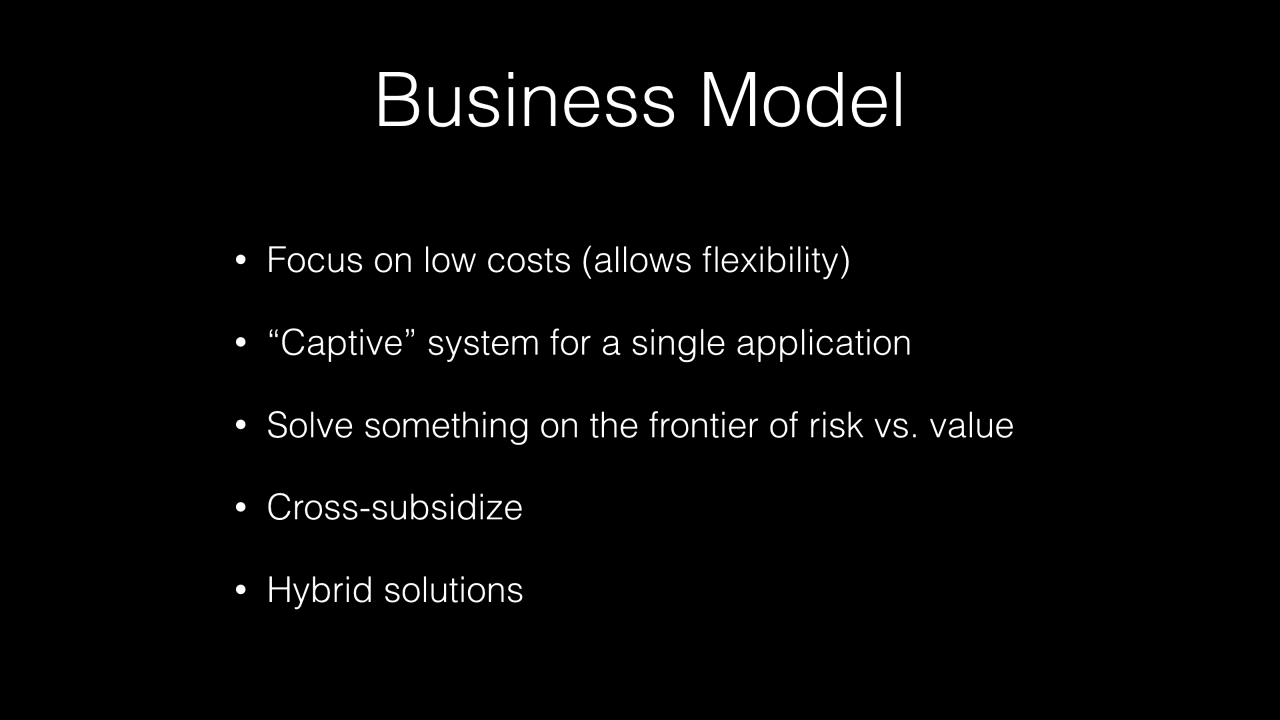 Business Model
• Focus on low costs (allows flexibility)
• “Captive” system for a single application
• Solve something on the frontier of risk vs. value
• Cross-subsidize
• Hybrid solutions